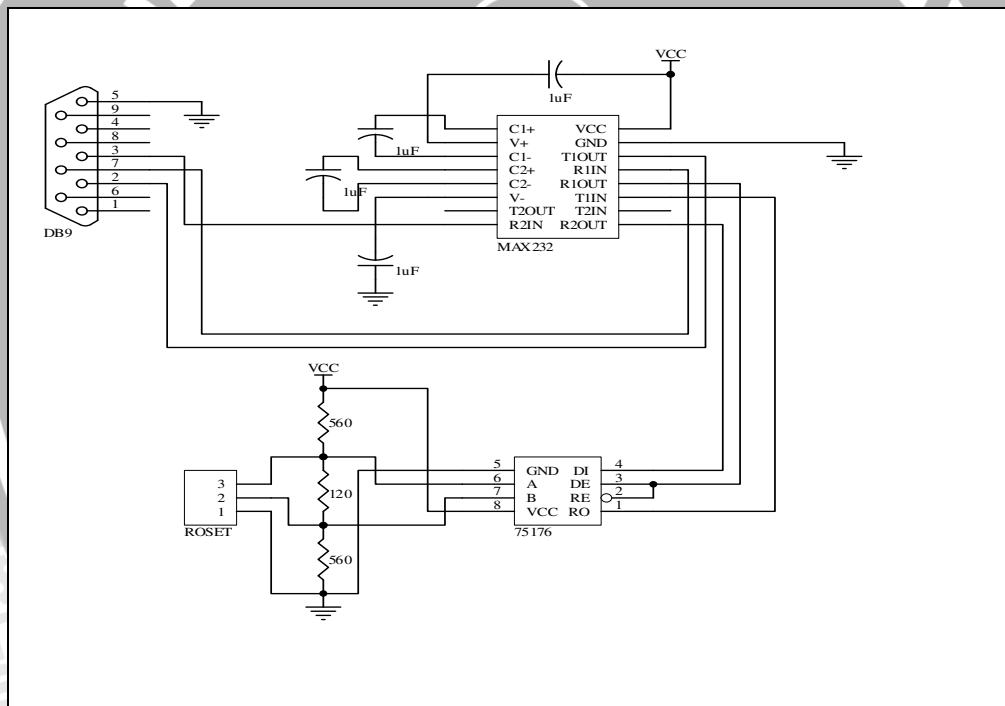 VCC
1uF
5
9
4
8
3
7
2
6
1
DB9
1uF
1uF
C1+ VCC
V+ GND
C1- T1OUT
C2+ R1IN
C2- R1OUT
V- T1IN
T2OUT T2IN
R2IN R2OUT
MAX232
1uF
VCC
560
120
560
3
2
1
ROSET
5 GND DI 4
6 A DE 3
7 B RE 2
8 VCC RO 1
75176